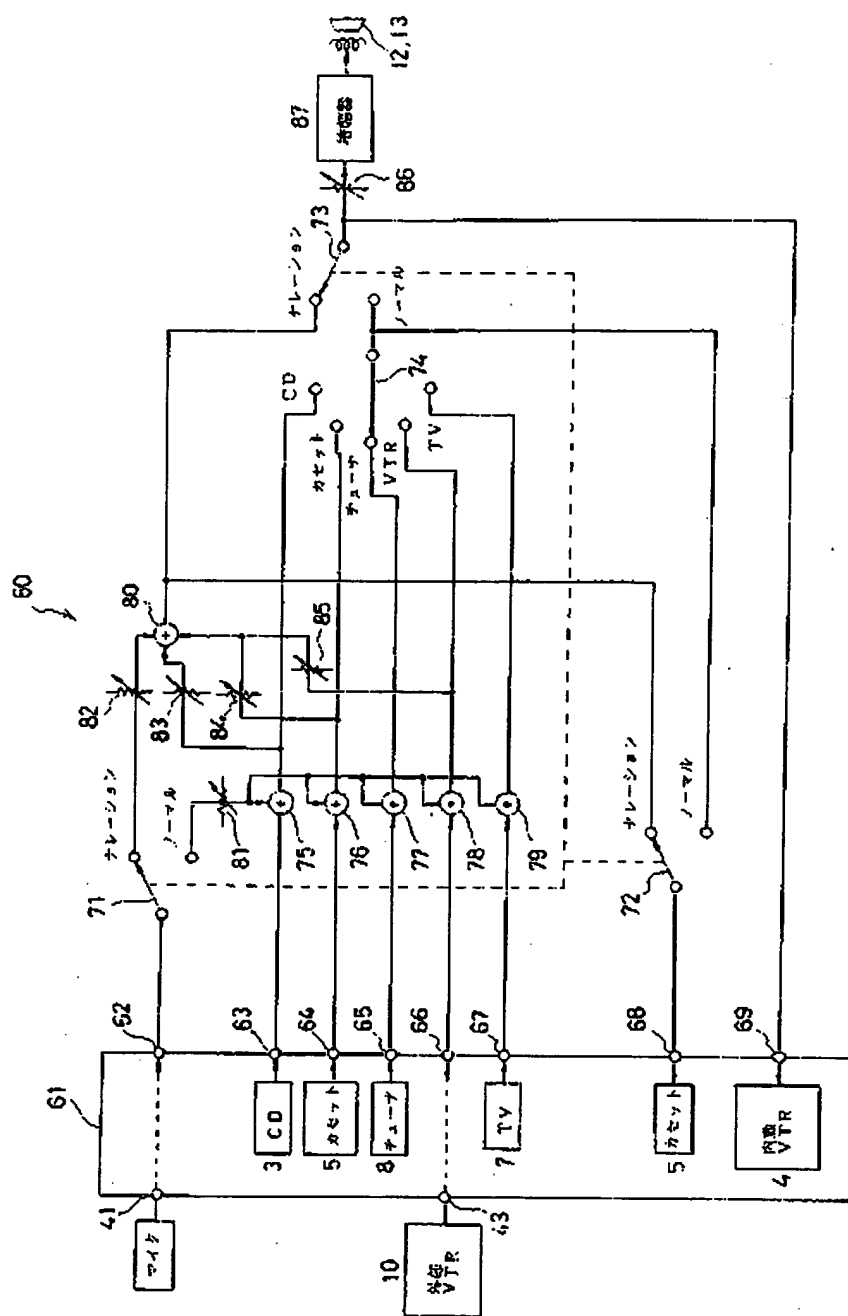 60
12,13
87
増幅器
86
73
ナレーション
ノーマル
74
CD
カセット
チューナ
VTR
TV
80
85
82
83
84
ナレーション
ノーマル
81
71
75
76
77
78
79
ナレーション
ノーマル
72
61
62
63
64
65
66
67
68
69
41
43
マイク
CD
3
カセット
5
チューナ
8
TV
7
外部
VTR
10
カセット
5
内蔵
VTR
4